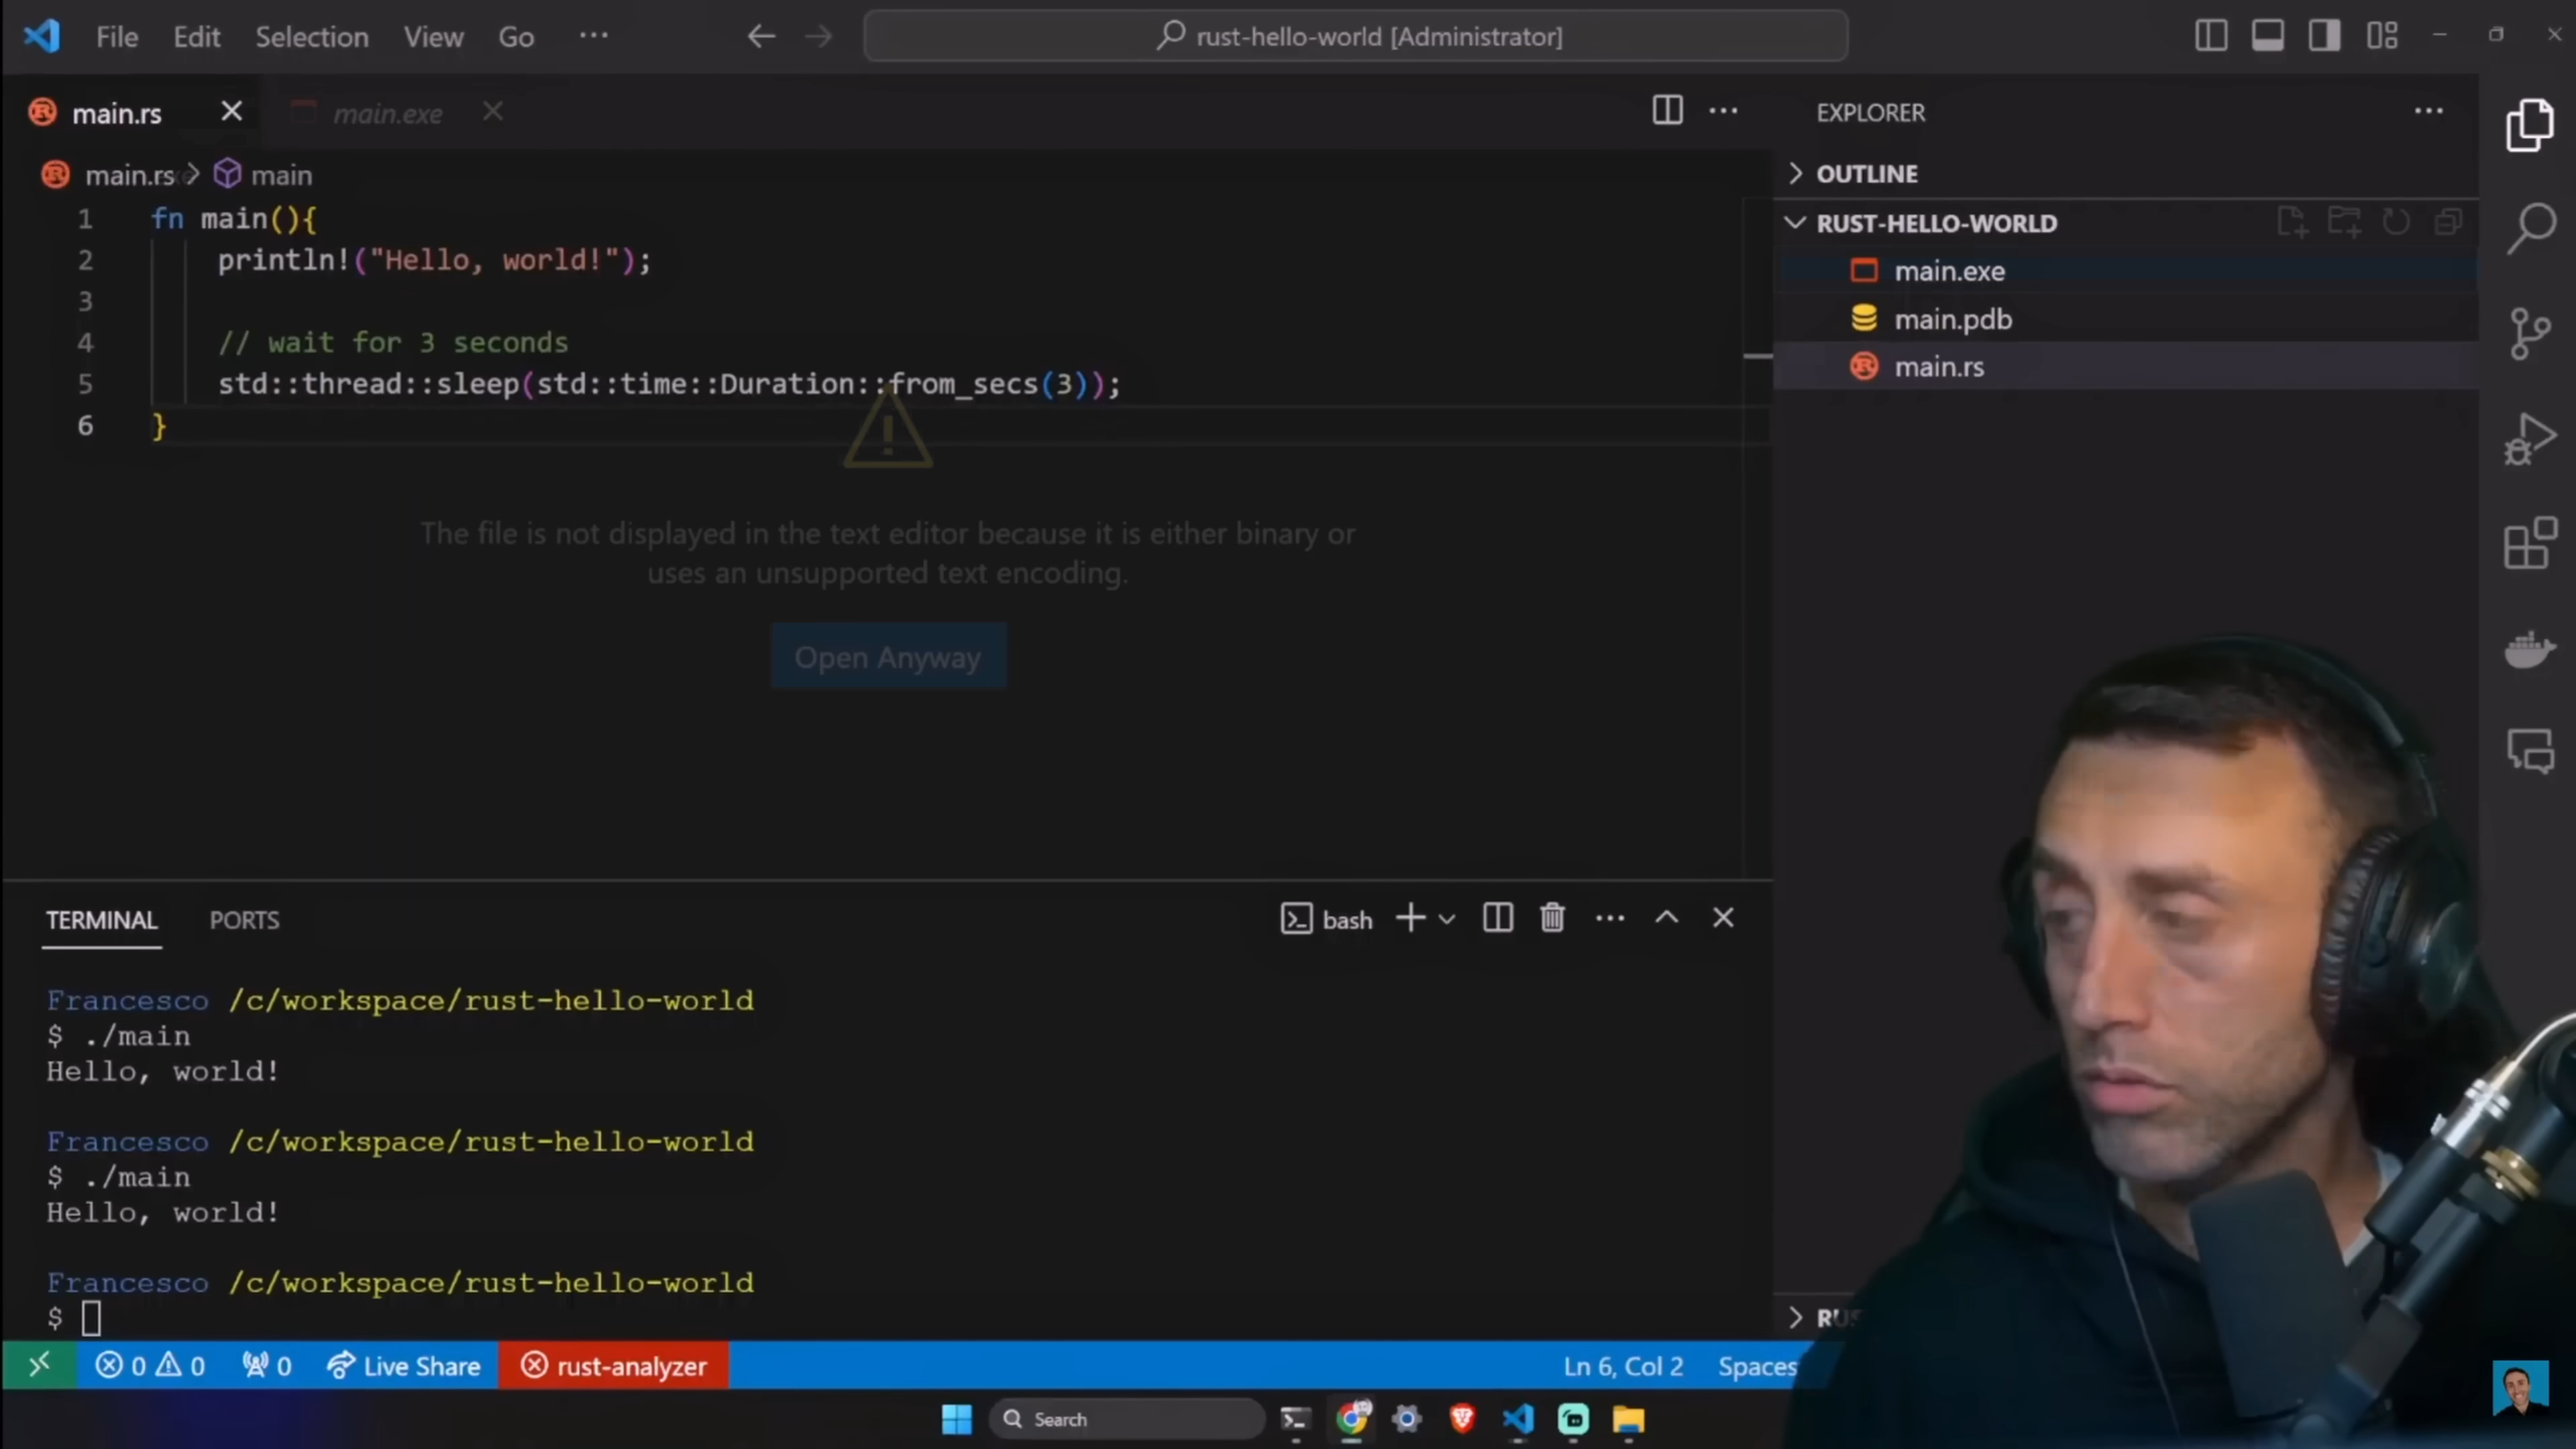 File Edit Selection View Go ···
rust-hello-world [Administrator]
main.rs main.exe
EXPLORER
main.rs > main
OUTLINE
RUST-HELLO-WORLD
main.exe
main.pdb
main.rs
1 fn main(){
2 println!("Hello, world!");
3
4 // wait for 3 seconds
5 std::thread::sleep(std::time::Duration::from_secs(3));
6 }
The file is not displayed in the text editor because it is either binary or
uses an unsupported text encoding.
Open Anyway
TERMINAL PORTS
bash
Francesco /c/workspace/rust-hello-world
$ ./main
Hello, world!
Francesco /c/workspace/rust-hello-world
$ ./main
Hello, world!
Francesco /c/workspace/rust-hello-world
$
0 0 0 Live Share rust-analyzer
Ln 6, Col 2 Spaces
Search